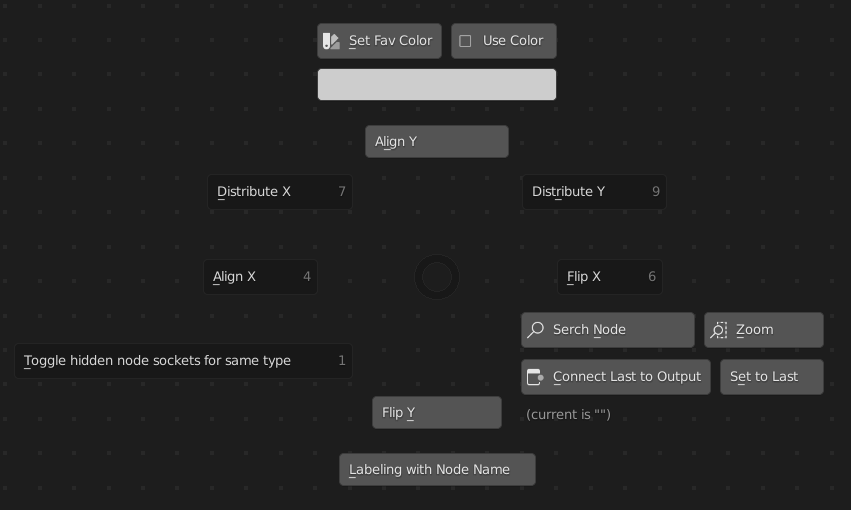 Set Fav Color Use Color
Align Y
Distribute X 7 Distribute Y 9
Align X 4 Flip X 6
Serch Node Zoom
Toggle hidden node sockets for same type 1
Connect Last to Output Set to Last
Flip Y (current is "")
Labeling with Node Name